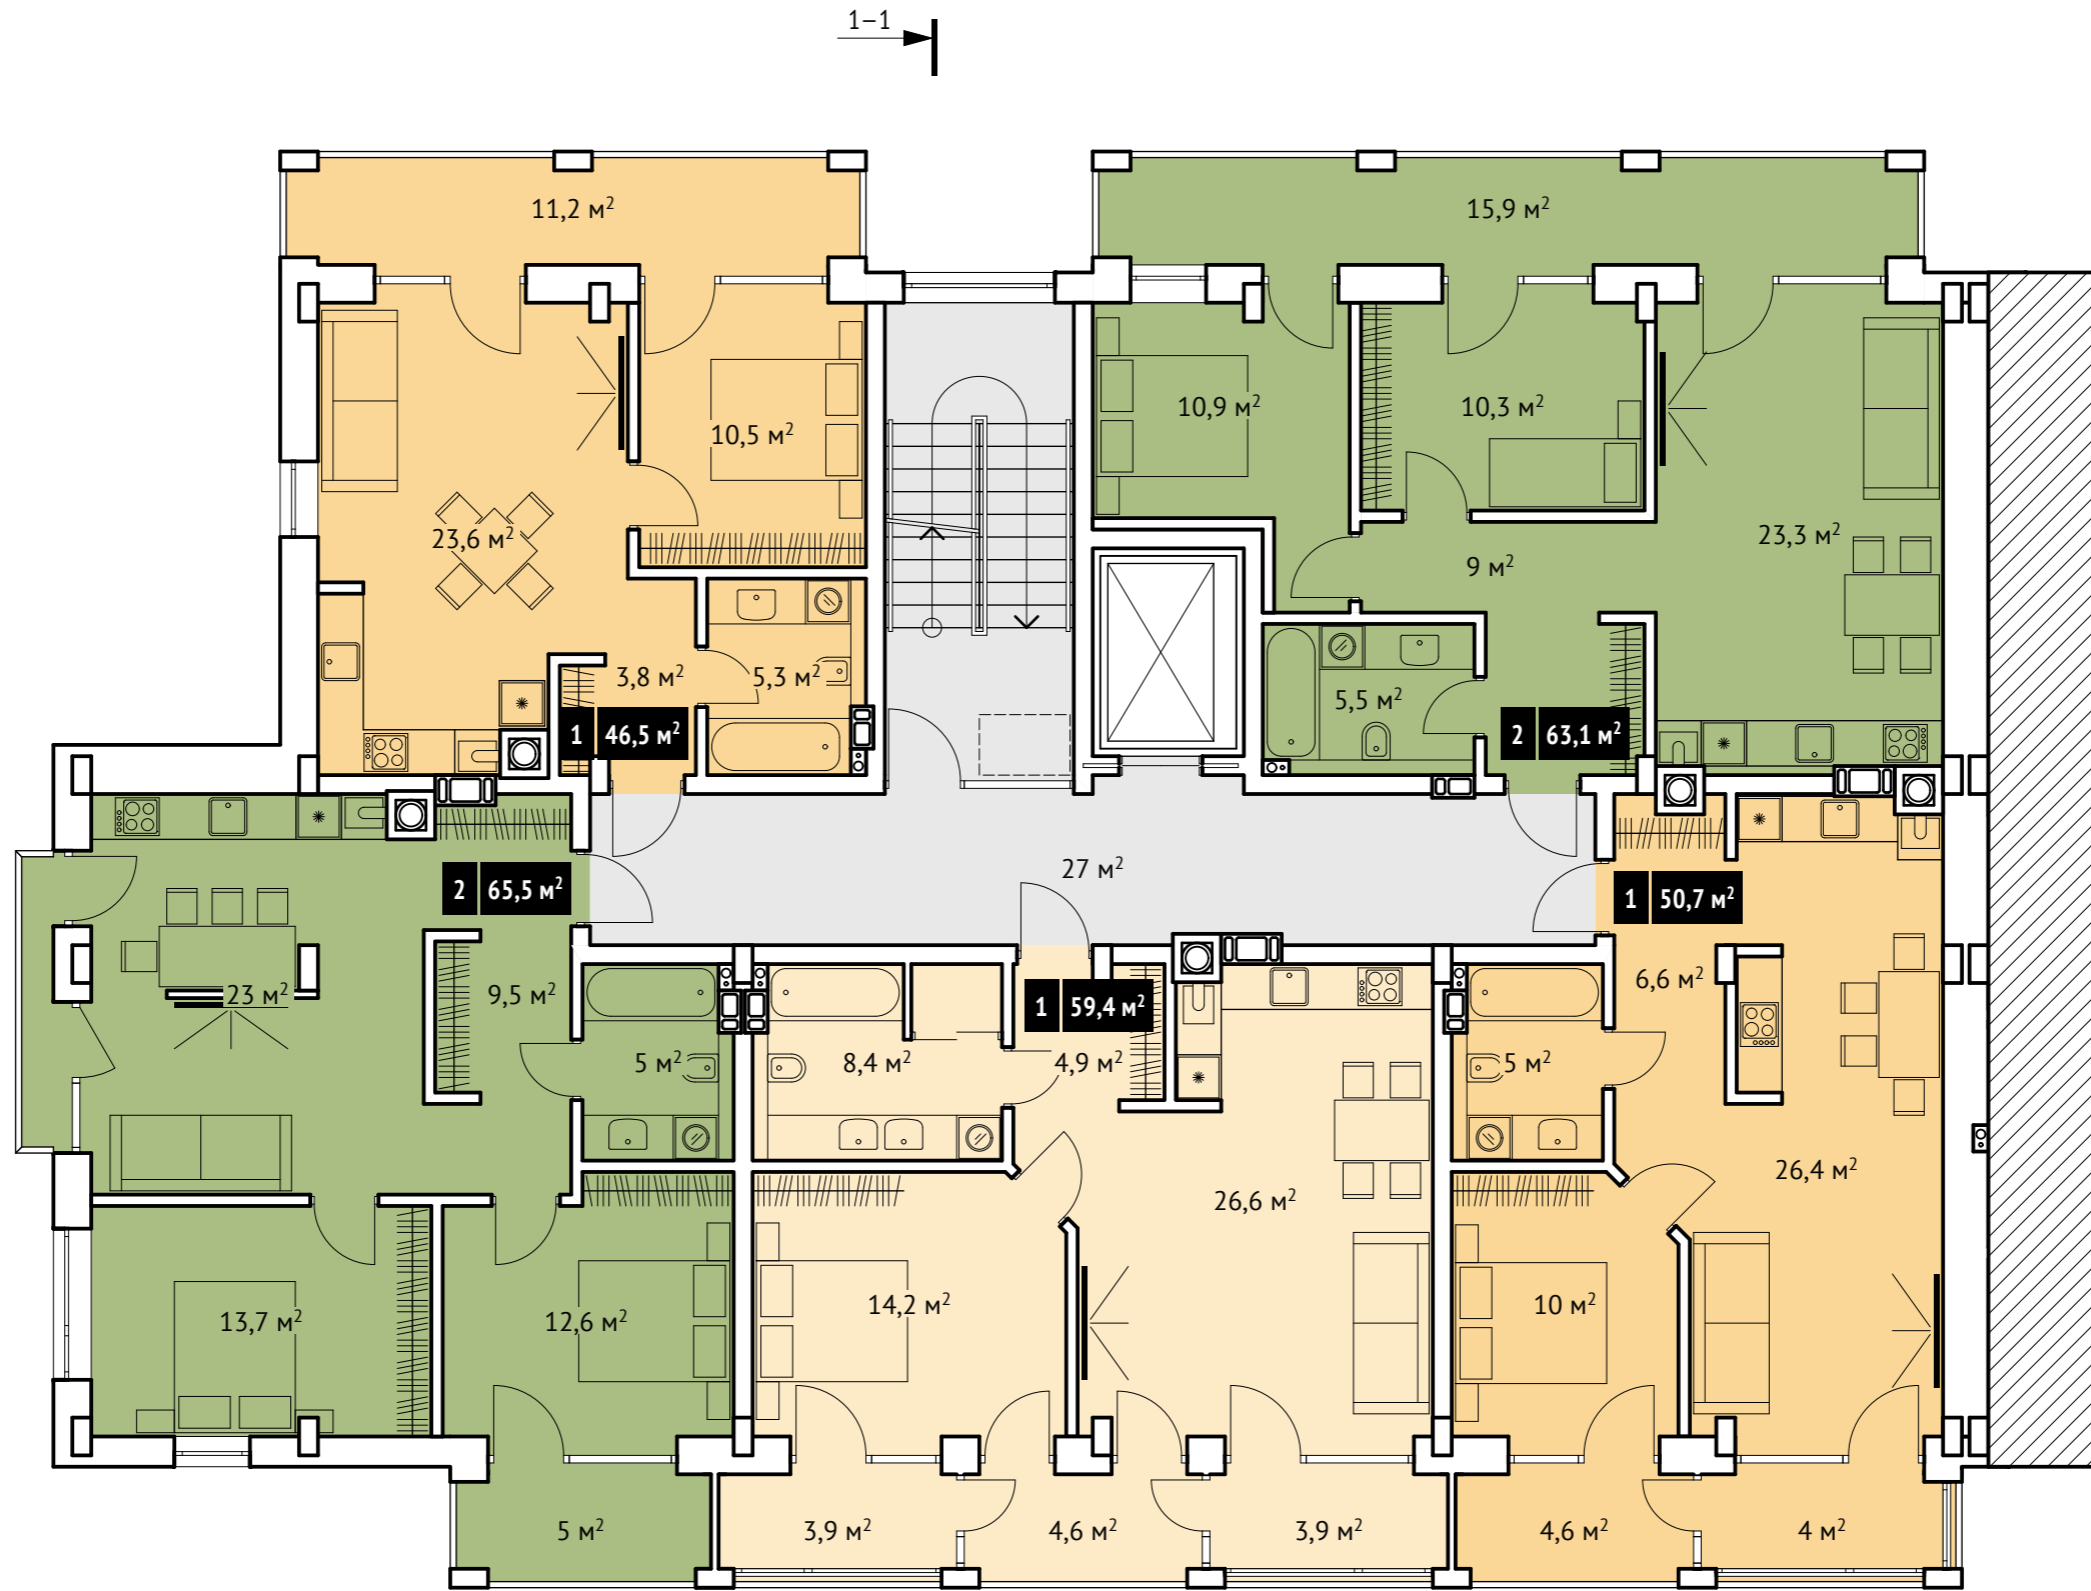 1–1
11,2 м²
15,9 м²
10,5 м²
10,9 м²
10,3 м²
23,6 м²
23,3 м²
9 м²
3,8 м²
5,3 м²
5,5 м²
1 46,5 м²
2 63,1 м²
27 м²
2 65,5 м²
1 50,7 м²
23 м²
9,5 м²
1 59,4 м²
6,6 м²
5 м²
8,4 м²
4,9 м²
5 м²
26,6 м²
26,4 м²
13,7 м²
12,6 м²
14,2 м²
10 м²
5 м²
3,9 м²
4,6 м²
3,9 м²
4,6 м²
4 м²